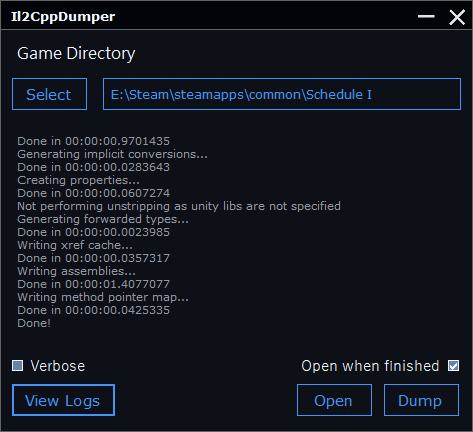 Il2CppDumper
Game Directory
Select
E:\Steam\steamapps\common\Schedule I
Done in 00:00:00.9701435
Generating implicit conversions...
Done in 00:00:00.0283643
Creating properties...
Done in 00:00:00.0607274
Not performing unstripping as unity libs are not specified
Generating forwarded types...
Done in 00:00:00.0023985
Writing xref cache...
Done in 00:00:00.0357317
Writing assemblies...
Done in 00:00:01.4077077
Writing method pointer map...
Done in 00:00:00.0425335
Done!
Verbose
Open when finished
View Logs
Open
Dump